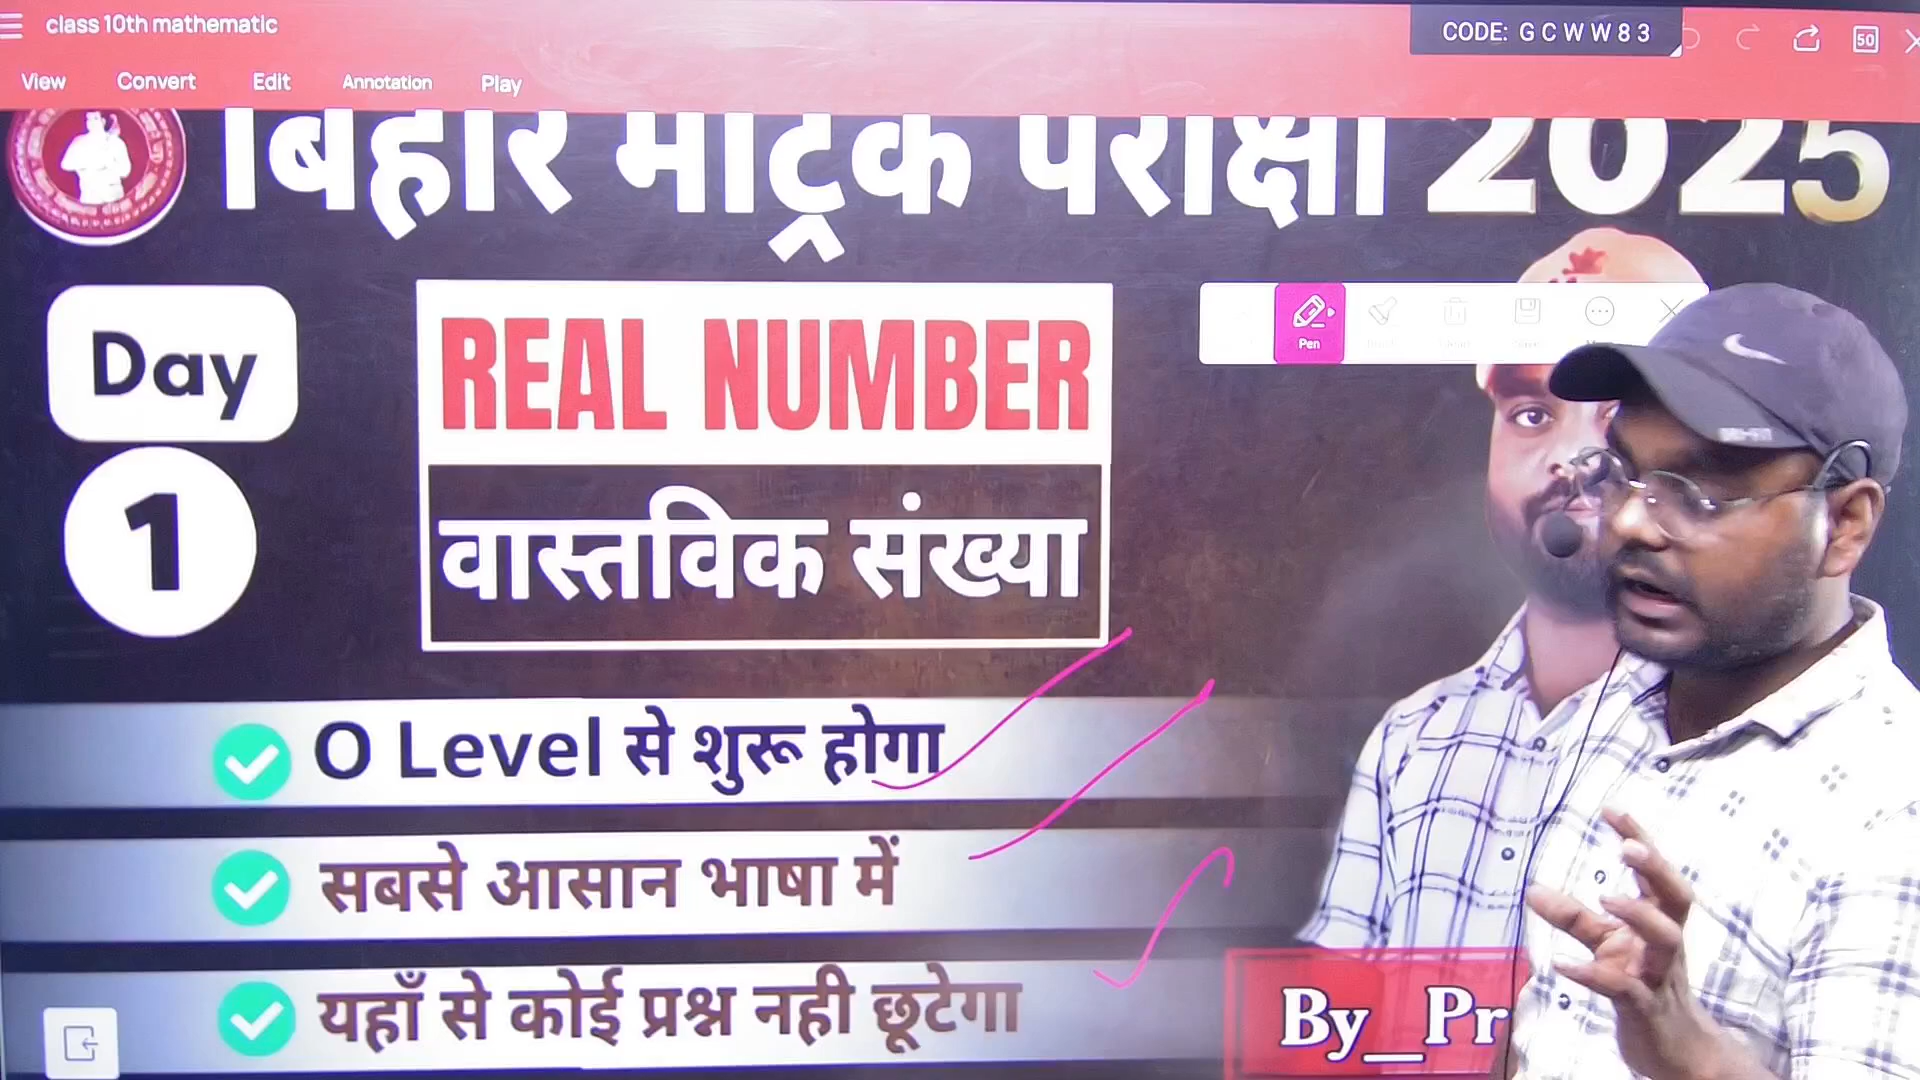 class 10th mathematic
CODE: G C W W 8 3
50
View Convert Edit Annotation Play
बिहार मैट्रिक परीक्षा 2025
Day
1
REAL NUMBER
वास्तविक संख्या
Pen
O Level से शुरू होगा
सबसे आसान भाषा में
यहाँ से कोई प्रश्न नही छूटेगा
By_Pr